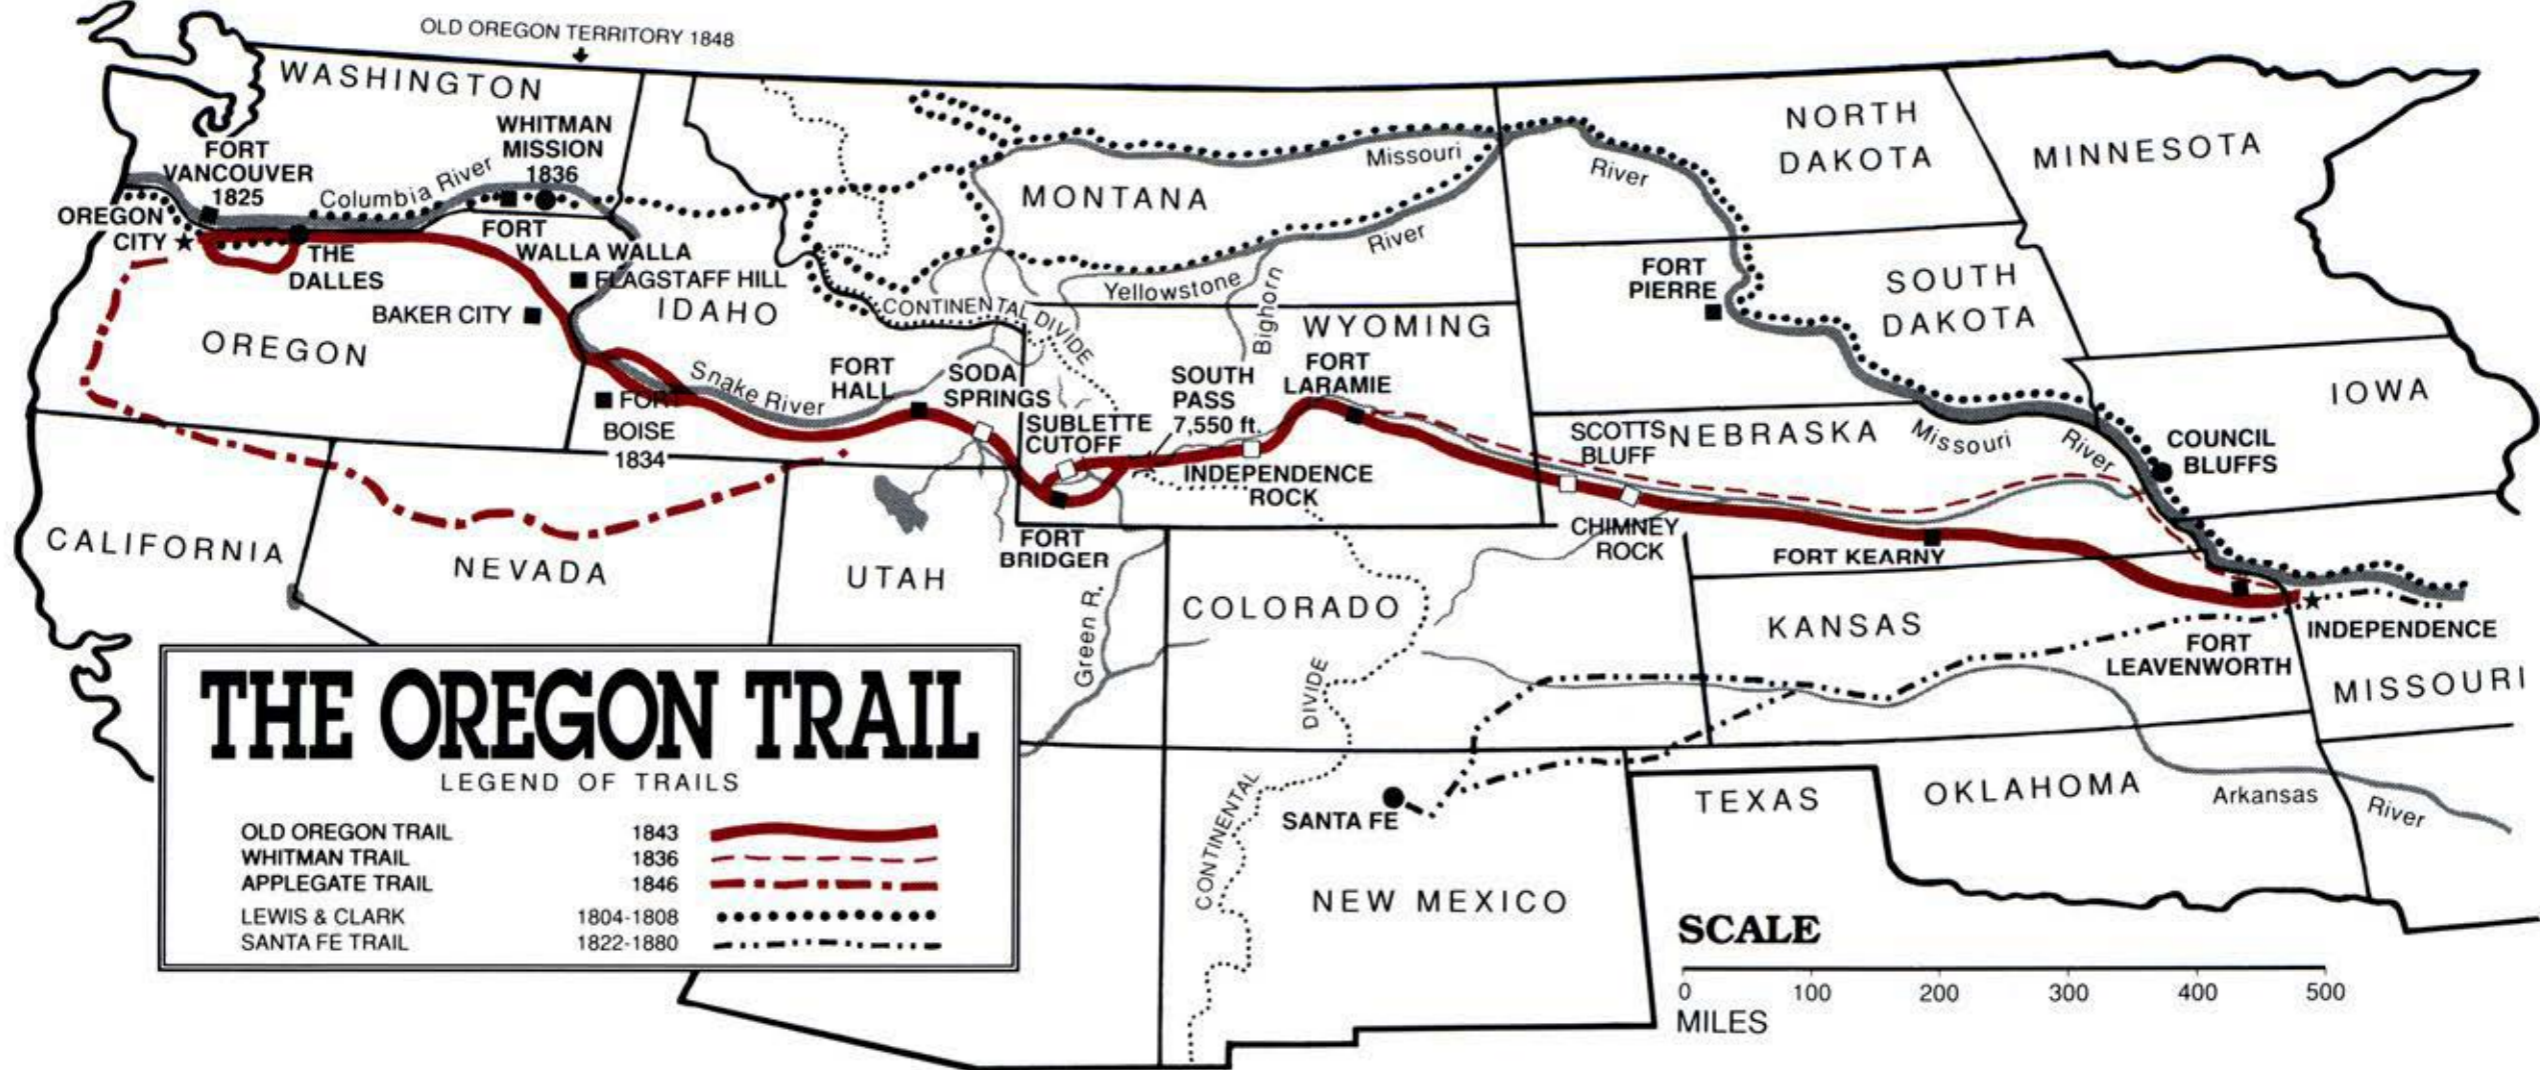 OLD OREGON TERRITORY 1848
WASHINGTON
WHITMAN
MISSION
1836
FORT
VANCOUVER
1825
Columbia River
OREGON
CITY
THE
DALLES
FORT
WALLA WALLA
FLAGSTAFF HILL
BAKER CITY
IDAHO
OREGON
MONTANA
Missouri
River
NORTH
DAKOTA
MINNESOTA
Yellowstone
River
Bighorn
CONTINENTAL DIVIDE
WYOMING
FORT
PIERRE
SOUTH
DAKOTA
IOWA
Snake River
FORT
HALL
SODA
SPRINGS
SUBLETTE
CUTOFF
SOUTH
PASS
7,550 ft.
FORT
LARAMIE
INDEPENDENCE
ROCK
FORT
BOISE
1834
SCOTTS
BLUFF
NEBRASKA
Missouri
River
COUNCIL
BLUFFS
CHIMNEY
ROCK
FORT KEARNY
FORT
BRIDGER
CALIFORNIA
NEVADA
UTAH
Green R.
COLORADO
KANSAS
FORT
LEAVENWORTH
INDEPENDENCE
MISSOURI
CONTINENTAL
DIVIDE
SANTA FE
NEW MEXICO
TEXAS
OKLAHOMA
Arkansas
River
THE OREGON TRAIL
LEGEND OF TRAILS
OLD OREGON TRAIL 1843
WHITMAN TRAIL 1836
APPLEGATE TRAIL 1846
LEWIS & CLARK 1804-1808
SANTA FE TRAIL 1822-1880
SCALE
0 100 200 300 400 500
MILES